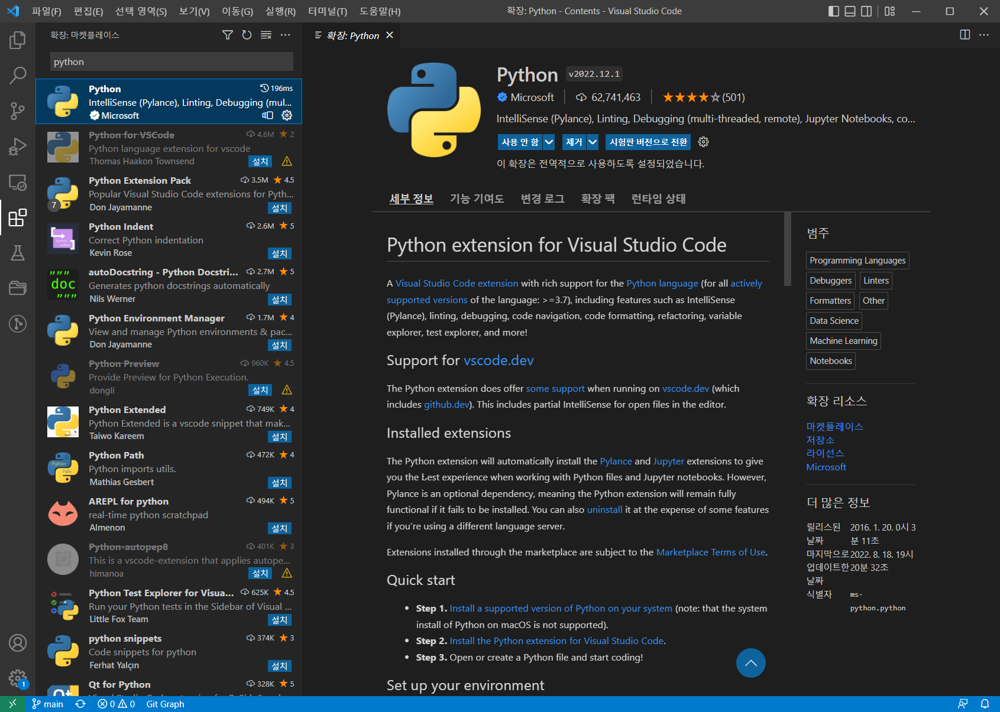 파일(F) 편집(E) 선택 영역(S) 보기(V) 이동(G) 실행(R) 터미널(T) 도움말(H) 확장: Python - Contents - Visual Studio Code
확장: 마켓플레이스
python
Python 196ms
IntelliSense (Pylance), Linting, Debugging (mul...
Microsoft
Python for VSCode 4.6M 2
Python language extension for vscode
Thomas Haakon Townsend 설치
Python Extension Pack 3.5M 4.5
Popular Visual Studio Code extensions for Pyth...
7
Don Jayamanne 설치
Python Indent 2.6M 5
Correct Python indentation
Kevin Rose 설치
autoDocstring - Python Docstri... 2.7M 5
Generates python docstrings automatically
"""
doc
"""
Nils Werner 설치
Python Environment Manager 1.7M 4
View and manage Python environments & pac...
Don Jayamanne 설치
Python Preview 960K 4.5
Provide Preview for Python Execution.
dongli 설치
Python Extended 749K 4
Python Extended is a vscode snippet that mak...
Taiwo Kareem 설치
Python Path 472K 4
Python imports utils.
Python
Path
Mathias Gesbert 설치
AREPL for python 494K 5
real-time python scratchpad
Almenon 설치
Python-autopep8 401K 3
This is a vscode-extension that applies autope...
himanoa 설치
Python Test Explorer for Visua... 625K 4.5
Run your Python tests in the Sidebar of Visual ...
Little Fox Team 설치
python snippets 374K 3
Code snippets for python
Ferhat Yalçın 설치
Qt for Python 328K 5
1
확장: Python
Python v2022.12.1
Microsoft 62,741,463 (501)
IntelliSense (Pylance), Linting, Debugging (multi-threaded, remote), Jupyter Notebooks, co...
사용 안 함 제거 시험판 버전으로 전환
이 확장은 전역적으로 사용하도록 설정되었습니다.
세부 정보 기능 기여도 변경 로그 확장 팩 런타임 상태
Python extension for Visual Studio Code
A Visual Studio Code extension with rich support for the Python language (for all actively
supported versions of the language: >=3.7), including features such as IntelliSense
(Pylance), linting, debugging, code navigation, code formatting, refactoring, variable
explorer, test explorer, and more!
Support for vscode.dev
The Python extension does offer some support when running on vscode.dev (which
includes github.dev). This includes partial IntelliSense for open files in the editor.
Installed extensions
The Python extension will automatically install the Pylance and Jupyter extensions to give
you the best experience when working with Python files and Jupyter notebooks. However,
Pylance is an optional dependency, meaning the Python extension will remain fully
functional if it fails to be installed. You can also uninstall it at the expense of some features
if you're using a different language server.
Extensions installed through the marketplace are subject to the Marketplace Terms of Use.
Quick start
• Step 1. Install a supported version of Python on your system (note: that the system
install of Python on macOS is not supported).
• Step 2. Install the Python extension for Visual Studio Code.
• Step 3. Open or create a Python file and start coding!
Set up your environment
범주
Programming Languages
Debuggers Linters
Formatters Other
Data Science
Machine Learning
Notebooks
확장 리소스
마켓플레이스
저장소
라이선스
Microsoft
더 많은 정보
릴리스된 2016. 1. 20. 0시 3
날짜 분 11초
마지막으로 2022. 8. 18. 19시
업데이트한 20분 32초
날짜
식별자 ms-
python.python
main 0 0 Git Graph